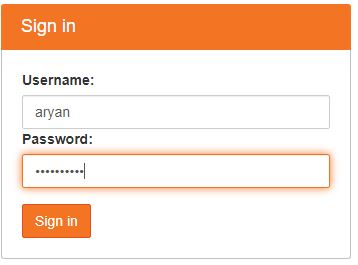 Sign in
Username:
aryan
Password:
••••••••••
Sign in